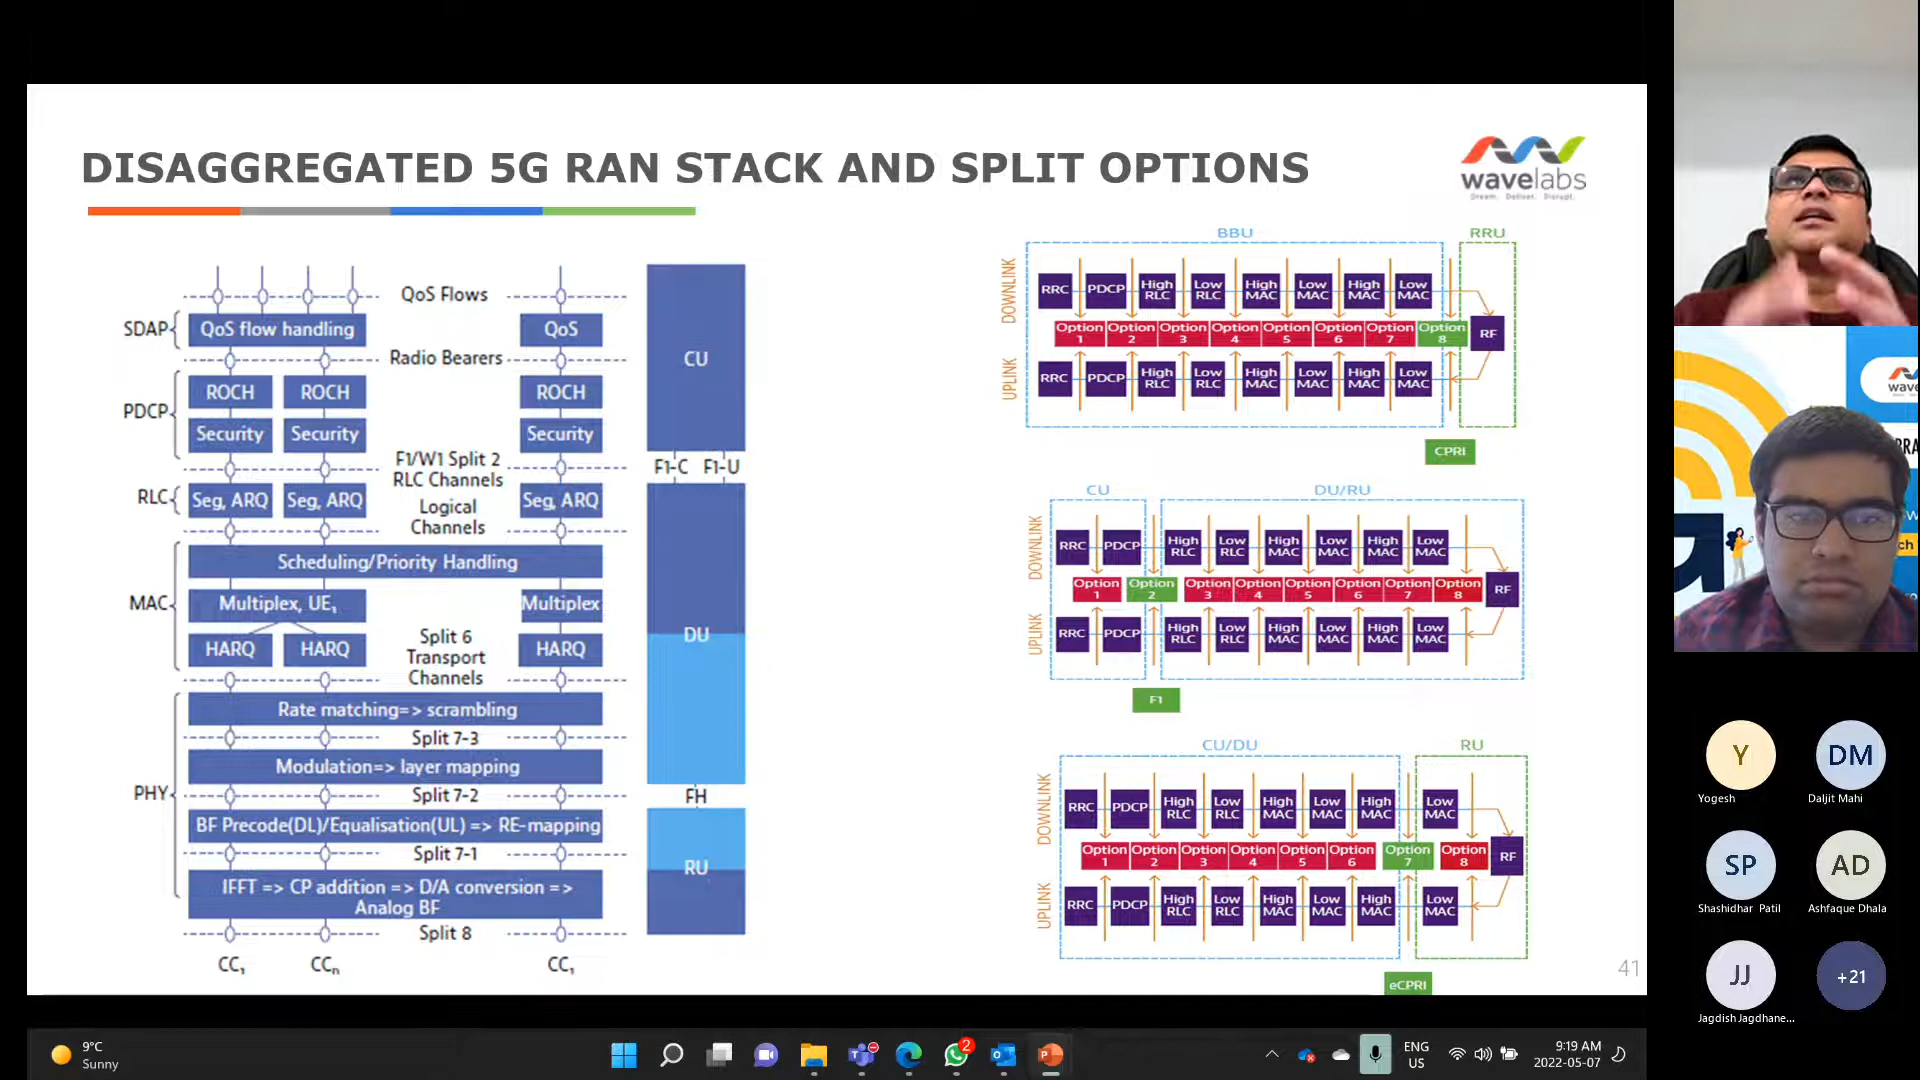 DISAGGREGATED 5G RAN STACK AND SPLIT OPTIONS
wavelabs
Dream. Deliver. Disrupt.
QoS Flows
SDAP
QoS flow handling
QoS
Radio Bearers
PDCP
ROCH
ROCH
ROCH
Security
Security
Security
F1/W1 Split 2
RLC Channels
RLC
Seg, ARQ
Seg, ARQ
Seg, ARQ
Logical
Channels
MAC
Scheduling/Priority Handling
Multiplex, UE₁
Multiplex
HARQ
HARQ
HARQ
Split 6
Transport
Channels
PHY
Rate matching=> scrambling
Split 7-3
Modulation=> layer mapping
Split 7-2
BF Precode(DL)/Equalisation(UL) => RE-mapping
Split 7-1
IFFT => CP addition => D/A conversion =>
Analog BF
Split 8
CC₁
CCₙ
CC₁
CU
F1-C F1-U
DU
FH
RU
BBU
RRU
DOWNLINK
RRC
PDCP
High RLC
Low RLC
High MAC
Low MAC
High MAC
Low MAC
Option 1
Option 2
Option 3
Option 4
Option 5
Option 6
Option 7
Option 8
RF
UPLINK
RRC
PDCP
High RLC
Low RLC
High MAC
Low MAC
High MAC
Low MAC
CPRI
CU
DU/RU
DOWNLINK
RRC
PDCP
High RLC
Low RLC
High MAC
Low MAC
High MAC
Low MAC
Option 1
Option 2
Option 3
Option 4
Option 5
Option 6
Option 7
Option 8
RF
UPLINK
RRC
PDCP
High RLC
Low RLC
High MAC
Low MAC
High MAC
Low MAC
F1
CU/DU
RU
DOWNLINK
RRC
PDCP
High RLC
Low RLC
High MAC
Low MAC
High MAC
Low MAC
Option 1
Option 2
Option 3
Option 4
Option 5
Option 6
Option 7
Option 8
RF
UPLINK
RRC
PDCP
High RLC
Low RLC
High MAC
Low MAC
High MAC
Low MAC
eCPRI
41
wave
Y
Yogesh
DM
Daljit Mahi
SP
Shashidhar Patil
AD
Ashfaque Dhala
JJ
Jagdish Jagdhane...
+21
9°C
Sunny
2
ENG
US
9:19 AM
2022-05-07